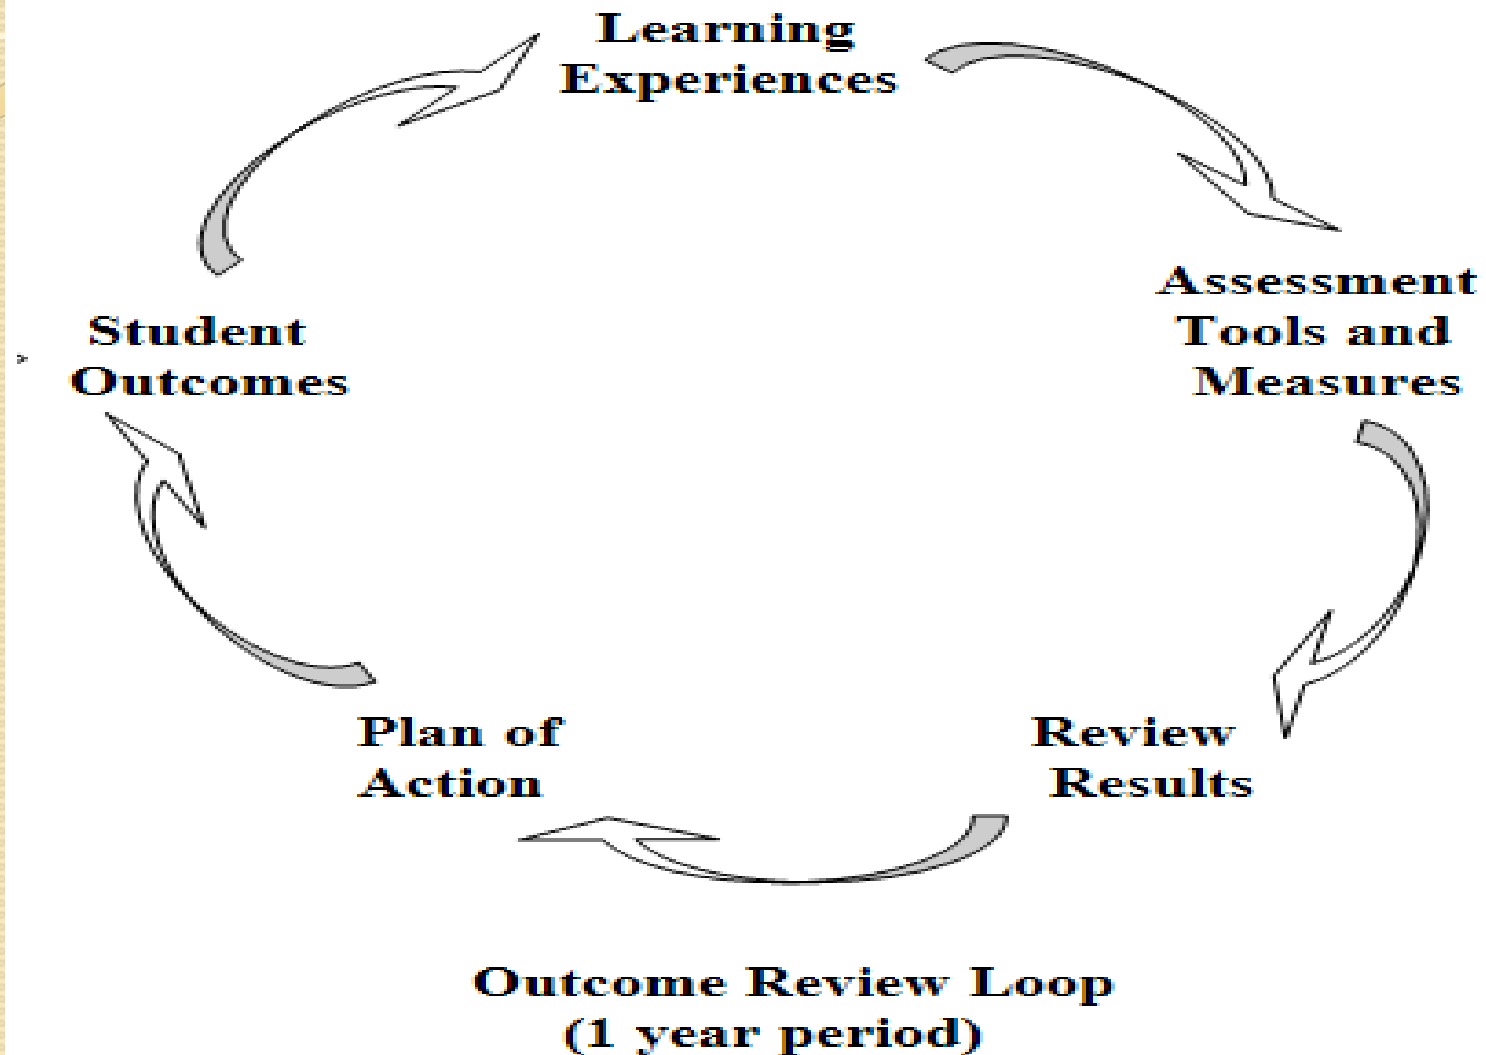 Learning
Experiences
Assessment
Tools and
Measures
Student
Outcomes
Plan of
Action
Review
Results
Outcome Review Loop
(1 year period)